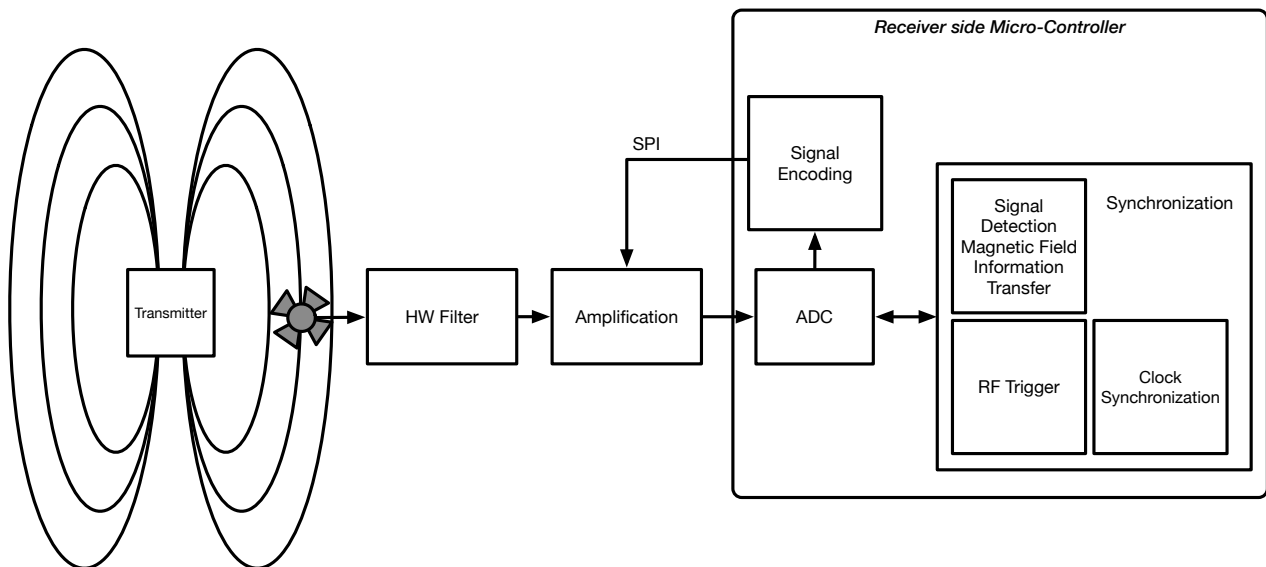 Receiver side Micro-Controller
SPI
Signal
Encoding
Signal
Detection
Magnetic Field
Information
Transfer
Synchronization
Transmitter
HW Filter
Amplification
ADC
RF Trigger
Clock
Synchronization